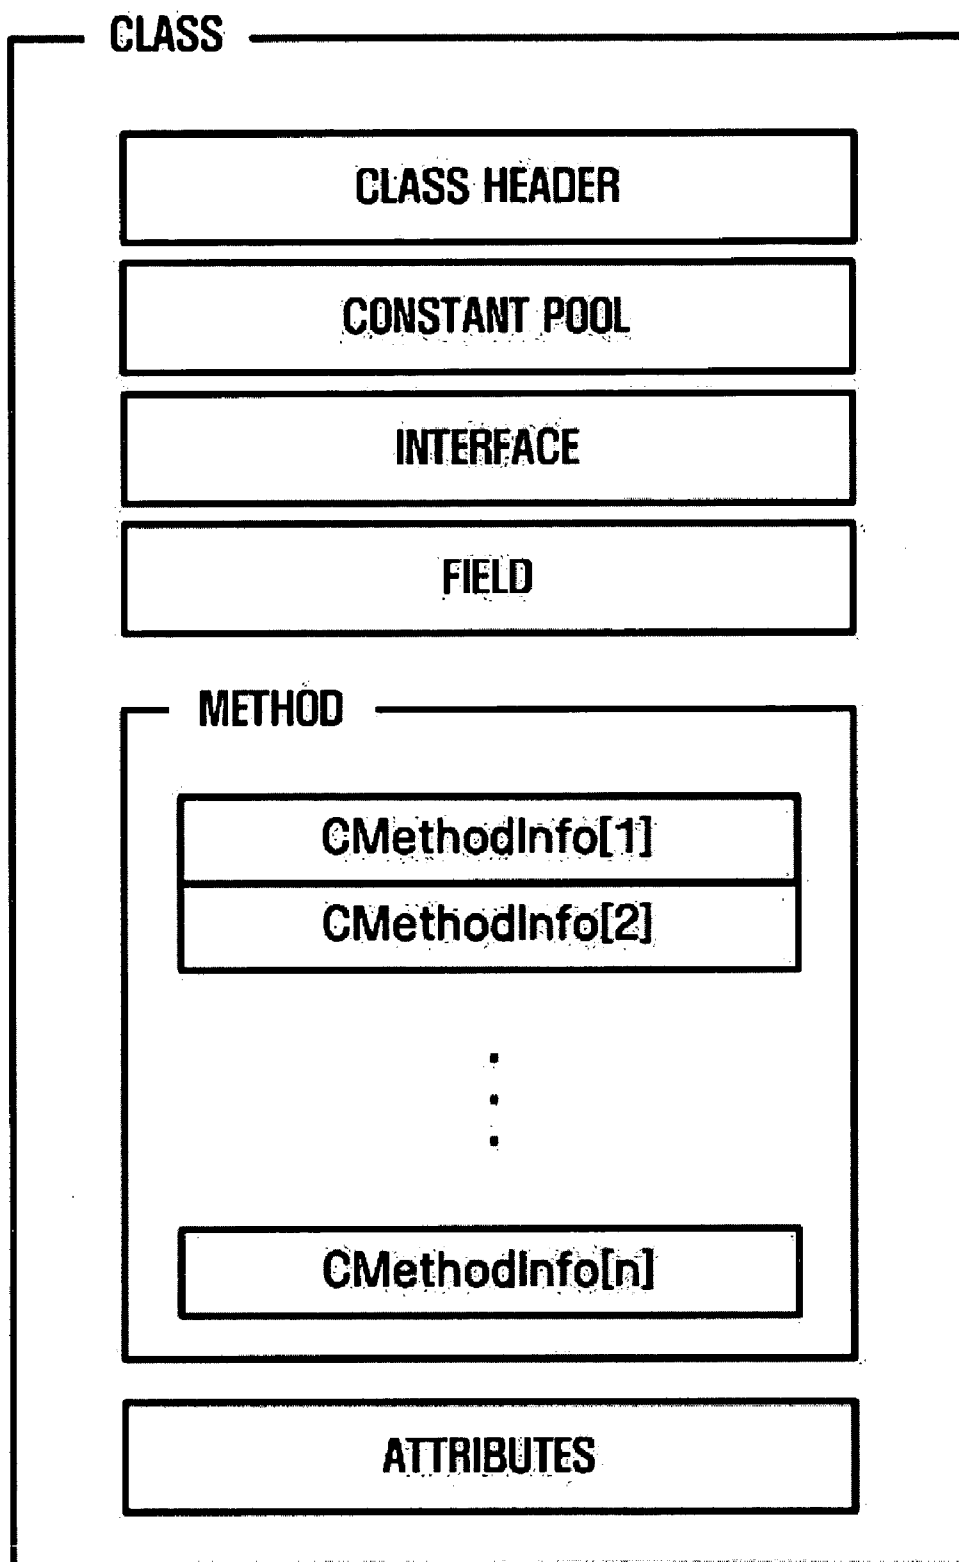 CLASS
CLASS HEADER
CONSTANT POOL
INTERFACE
FIELD
METHOD
CMethodInfo[1]
CMethodInfo[2]
.
.
.
CMethodInfo[n]
ATTRIBUTES